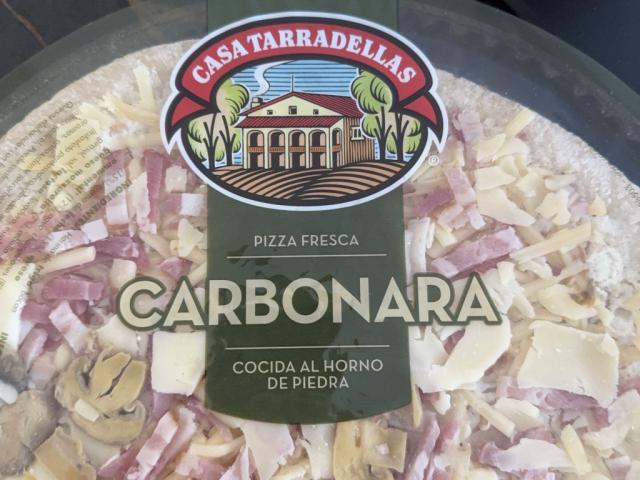 CASA TARRADELLAS
®
PIZZA FRESCA
CARBONARA
COCIDA AL HORNO
DE PIEDRA